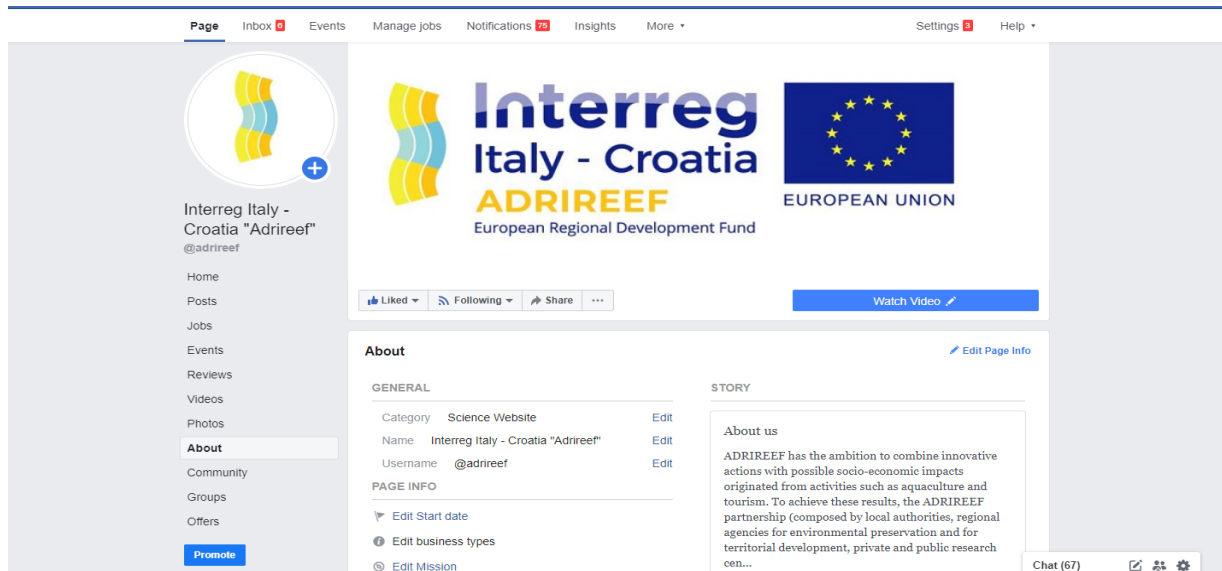 Page Inbox 6 Events Manage jobs Notifications 75 Insights More Settings 3 Help
Interreg
Italy - Croatia
ADRIREEF
European Regional Development Fund
EUROPEAN UNION
Interreg Italy -
Croatia "Adrireef"
@adrireef
Home
Posts
Jobs
Events
Reviews
Videos
Photos
About
Community
Groups
Offers
Promote
Liked Following Share ...
Watch Video
About
Edit Page Info
GENERAL
Category Science Website Edit
Name Interreg Italy - Croatia "Adrireef" Edit
Username @adrireef Edit
PAGE INFO
Edit Start date
Edit business types
Edit Mission
STORY
About us
ADRIREEF has the ambition to combine innovative
actions with possible socio-economic impacts
originated from activities such as aquaculture and
tourism. To achieve these results, the ADRIREEF
partnership (composed by local authorities, regional
agencies for environmental preservation and for
territorial development, private and public research
cen...
Chat (67)